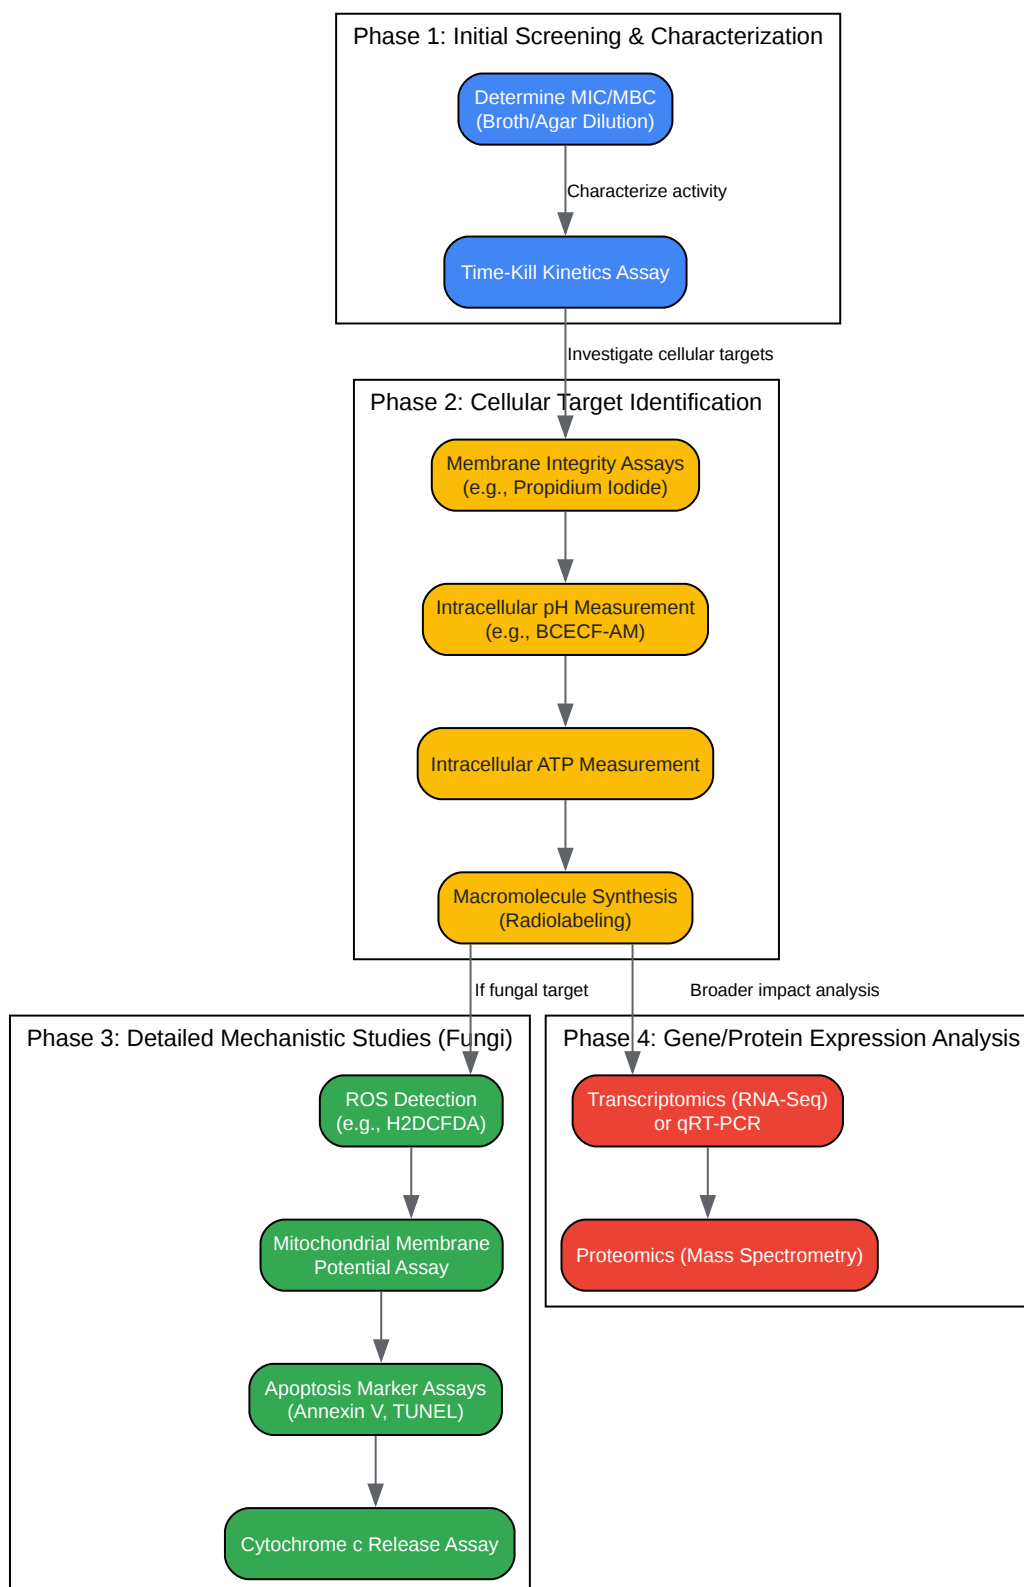 Phase 1: Initial Screening & Characterization
Determine MIC/MBC
(Broth/Agar Dilution)
Characterize activity
Time-Kill Kinetics Assay
Investigate cellular targets
Phase 2: Cellular Target Identification
Membrane Integrity Assays
(e.g., Propidium Iodide)
Intracellular pH Measurement
(e.g., BCECF-AM)
Intracellular ATP Measurement
Macromolecule Synthesis
(Radiolabeling)
If fungal target
Broader impact analysis
Phase 3: Detailed Mechanistic Studies (Fungi)
ROS Detection
(e.g., H2DCFDA)
Mitochondrial Membrane
Potential Assay
Apoptosis Marker Assays
(Annexin V, TUNEL)
Cytochrome c Release Assay
Phase 4: Gene/Protein Expression Analysis
Transcriptomics (RNA-Seq)
or qRT-PCR
Proteomics (Mass Spectrometry)